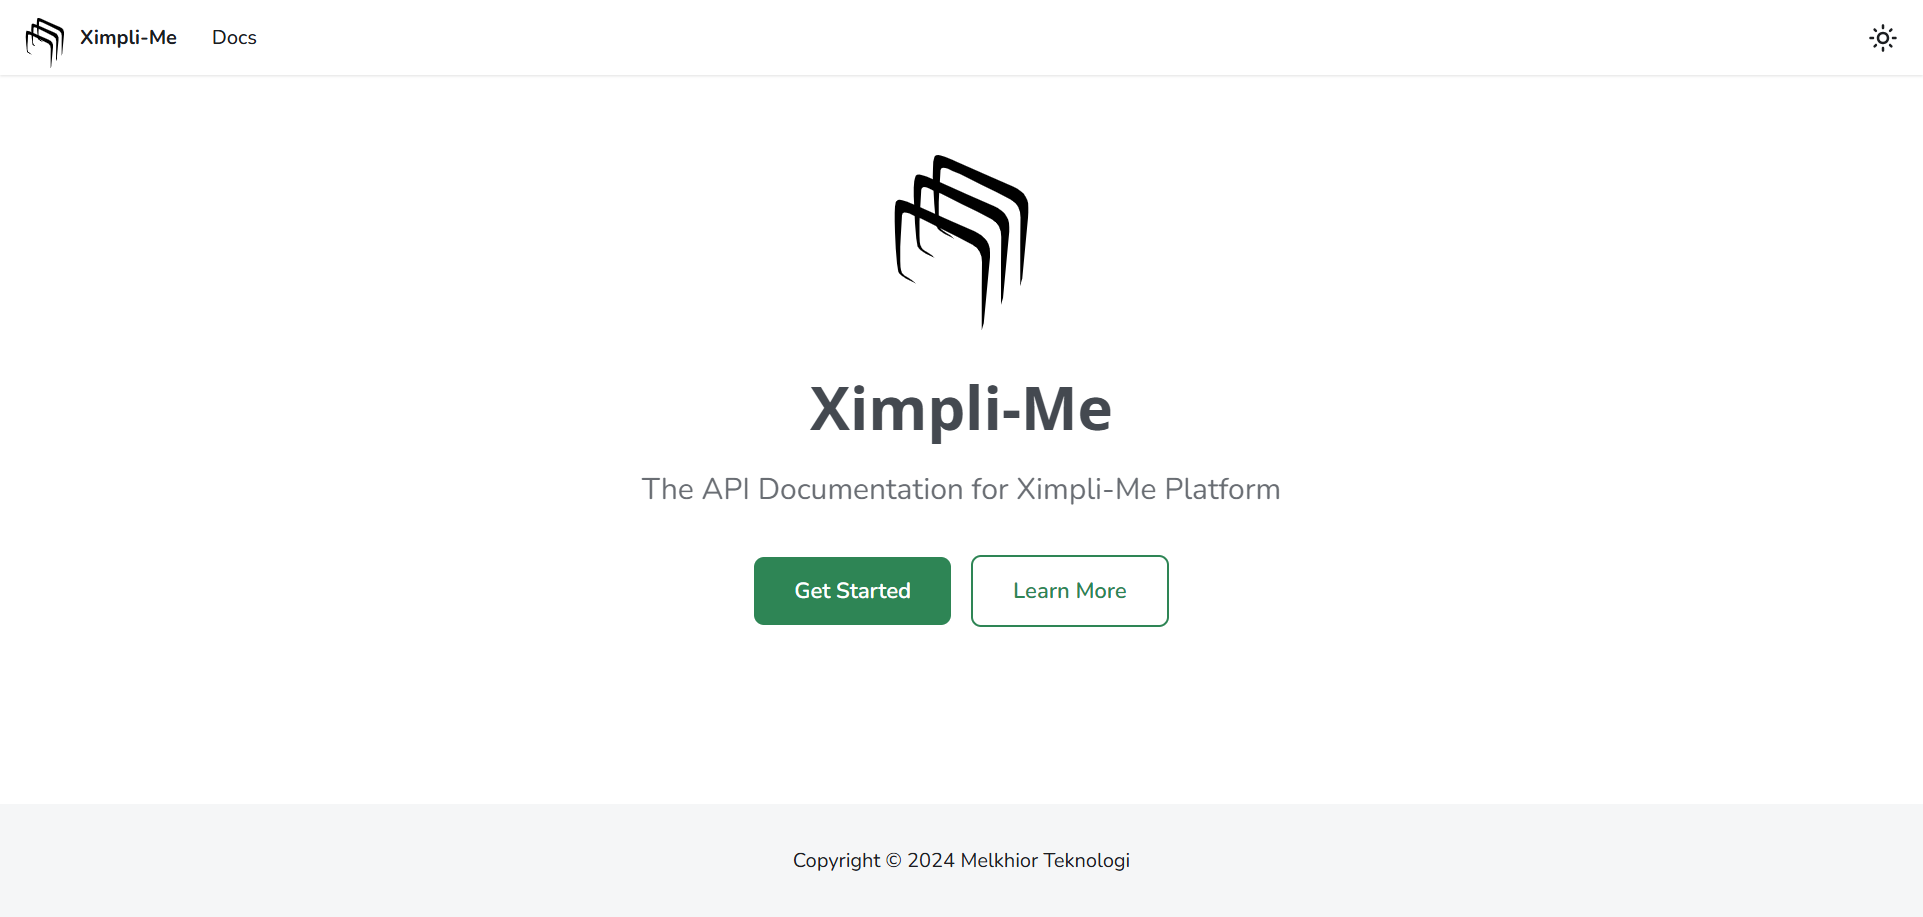 Ximpli-Me Docs
Ximpli-Me
The API Documentation for Ximpli-Me Platform
Get Started Learn More
Copyright © 2024 Melkhior Teknologi